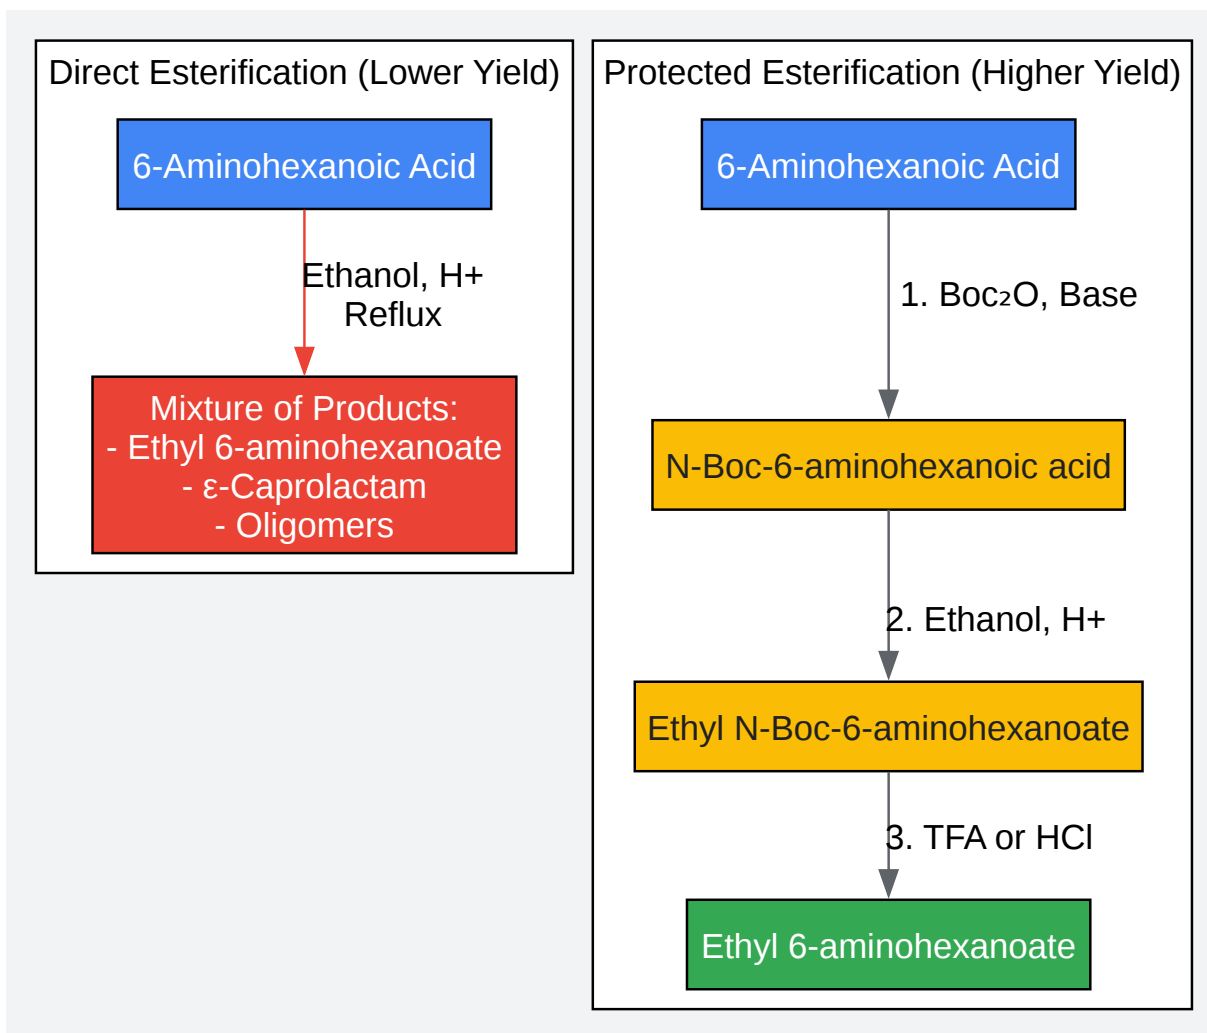 Direct Esterification (Lower Yield)
6-Aminohexanoic Acid
Ethanol, H+
Reflux
Mixture of Products:
- Ethyl 6-aminohexanoate
- ε-Caprolactam
- Oligomers
Protected Esterification (Higher Yield)
6-Aminohexanoic Acid
1. Boc₂O, Base
N-Boc-6-aminohexanoic acid
2. Ethanol, H+
Ethyl N-Boc-6-aminohexanoate
3. TFA or HCl
Ethyl 6-aminohexanoate